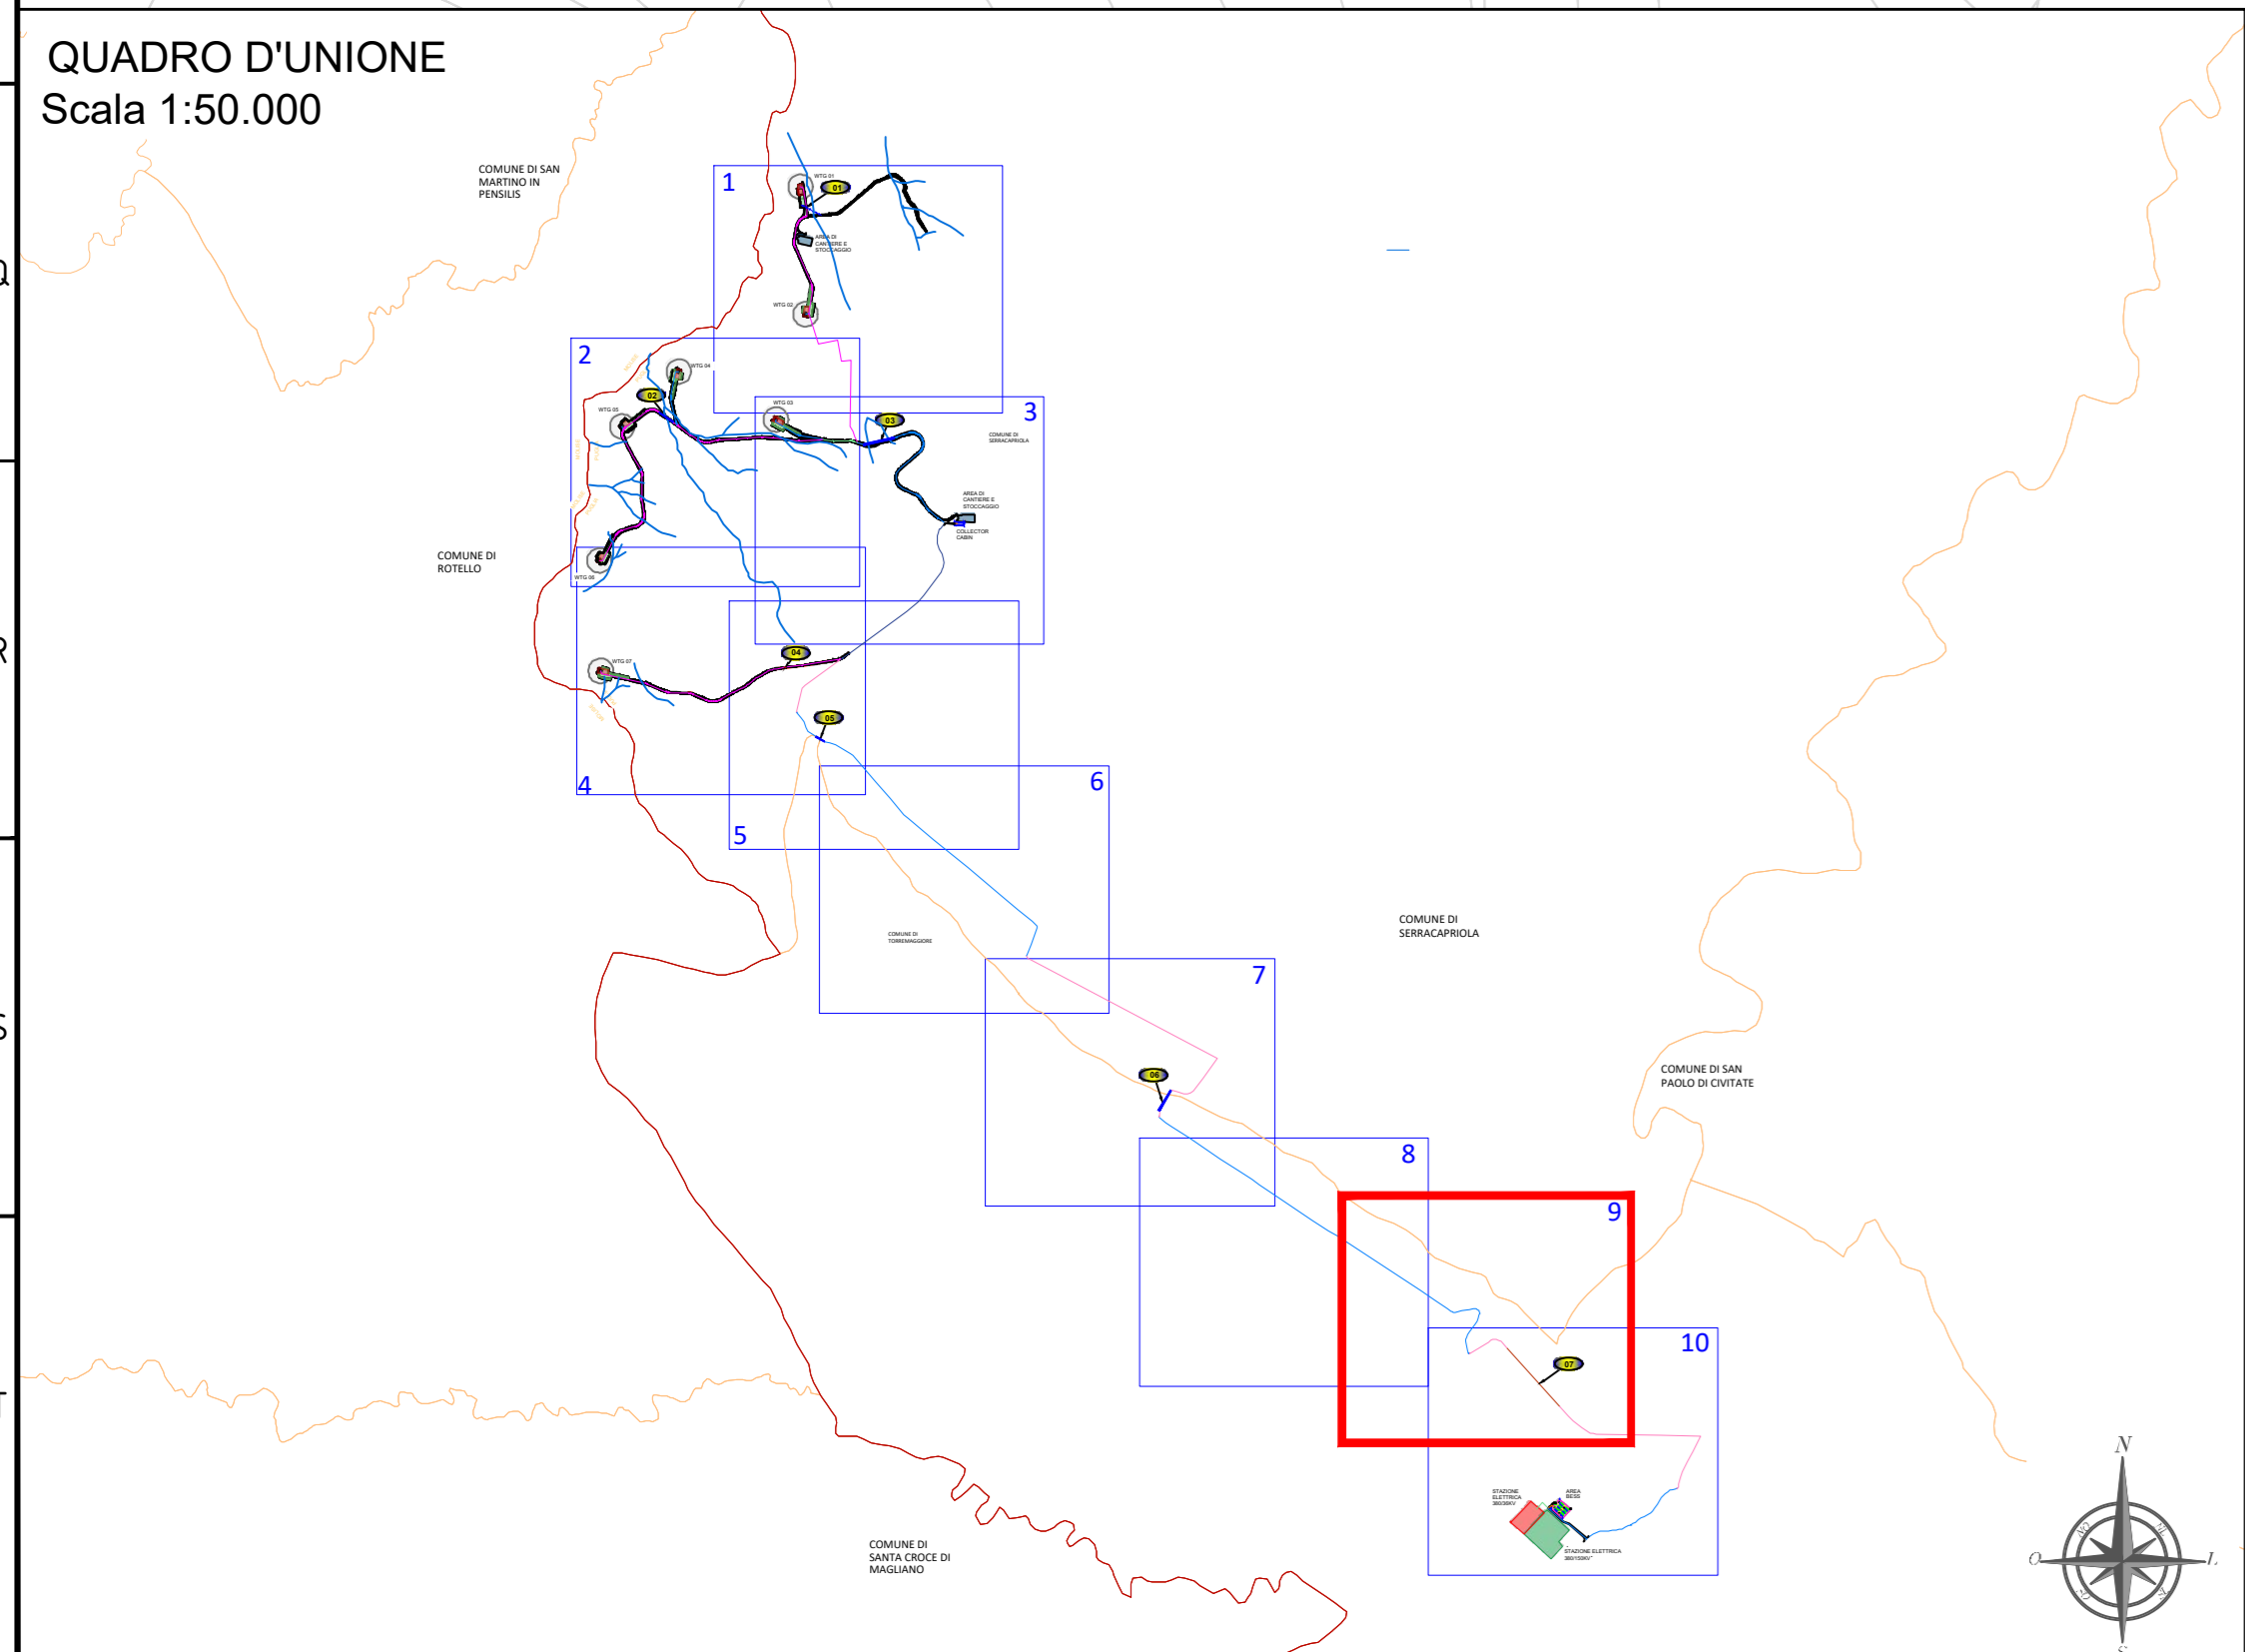 QUADRO D'UNIONE
Scala 1:50.000
COMUNE DI SAN
MARTINO IN
PENSILIS
1
WTG 01
01
AREA DI
CANTIERE E
STOCCAGGIO
Q
WTG 02
2
WTG 04
02
WTG 05
WTG 03
03
3
COMUNE DI
SERRACAPRIOLA
AREA DI
CANTIERE E
STOCCAGGIO
COLLECTOR
CABIN
COMUNE DI
ROTELLO
WTG 06
R
WTG 07
04
05
4
5
6
COMUNE DI
TORREMAGGIORE
COMUNE DI
SERRACAPRIOLA
7
S
06
COMUNE DI SAN
PAOLO DI CIVITATE
8
9
10
07
T
STAZIONE
ELETTRICA
380/36KV
AREA
BESS
STAZIONE ELETTRICA
380/150KV"
COMUNE DI
SANTA CROCE DI
MAGLIANO
N
O
L
S